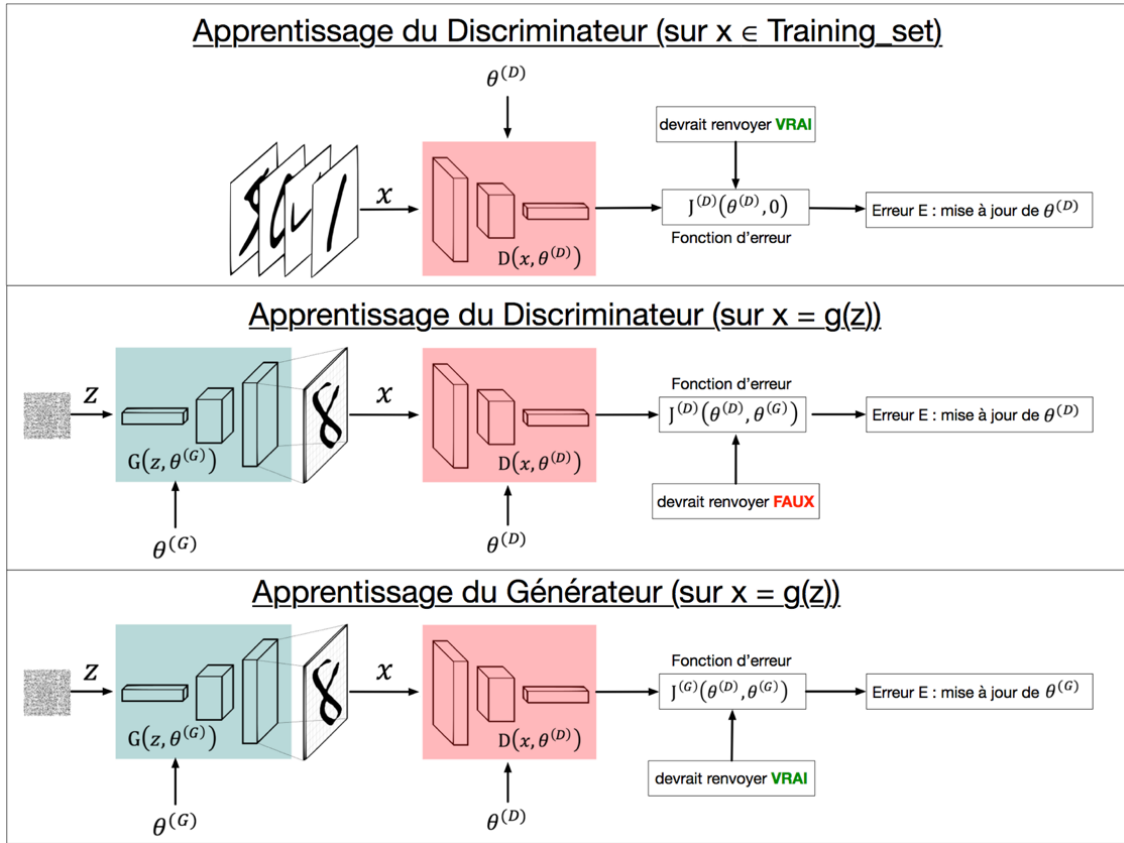 Apprentissage du Discriminateur (sur x ∈ Training_set)
θ^(D)
devrait renvoyer VRAI
x
J^(D)(θ^(D), 0)
Erreur E : mise à jour de θ^(D)
Fonction d'erreur
D(x, θ^(D))
Apprentissage du Discriminateur (sur x = g(z))
z
x
Fonction d'erreur
J^(D)(θ^(D), θ^(G))
Erreur E : mise à jour de θ^(D)
G(z, θ^(G))
D(x, θ^(D))
devrait renvoyer FAUX
θ^(G)
θ^(D)
8
Apprentissage du Générateur (sur x = g(z))
z
x
Fonction d'erreur
J^(G)(θ^(D), θ^(G))
Erreur E : mise à jour de θ^(G)
G(z, θ^(G))
D(x, θ^(D))
devrait renvoyer VRAI
θ^(G)
θ^(D)
8